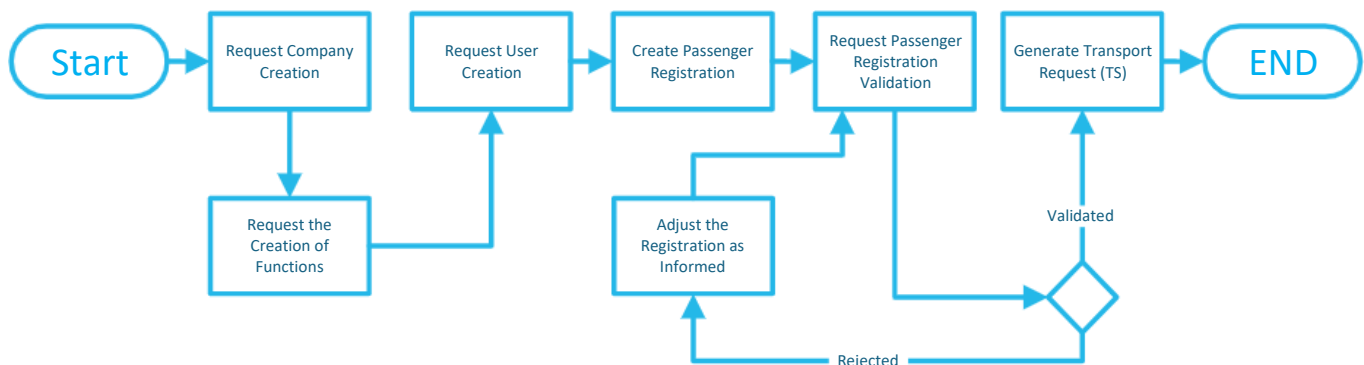 Start
Request Company
Creation
Request User
Creation
Create Passenger
Registration
Request Passenger
Registration
Validation
Generate Transport
Request (TS)
END
Request the
Creation of
Functions
Adjust the
Registration as
Informed
Validated
Rejected